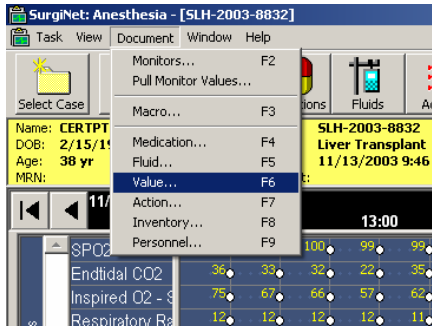 SurgiNet: Anesthesia - [SLH-2003-8832]
Task View Document Window Help
Monitors... F2
Pull Monitor Values...
Macro... F3
Medication... F4
Fluid... F5
Value... F6
Action... F7
Inventory... F8
Personnel... F9
Select Case
Fluids
Name: CERTPT
SLH-2003-8832
DOB: 2/15/19
Liver Transplant
Age: 38 yr
11/13/2003 9:46
MRN:
11/
13:00
SPO2 100 99 99
Endtidal CO2 36 33 32 22 35
Inspired O2 - S 75 67 66 57 62
Respiratory Ra 12 12 12 12 11